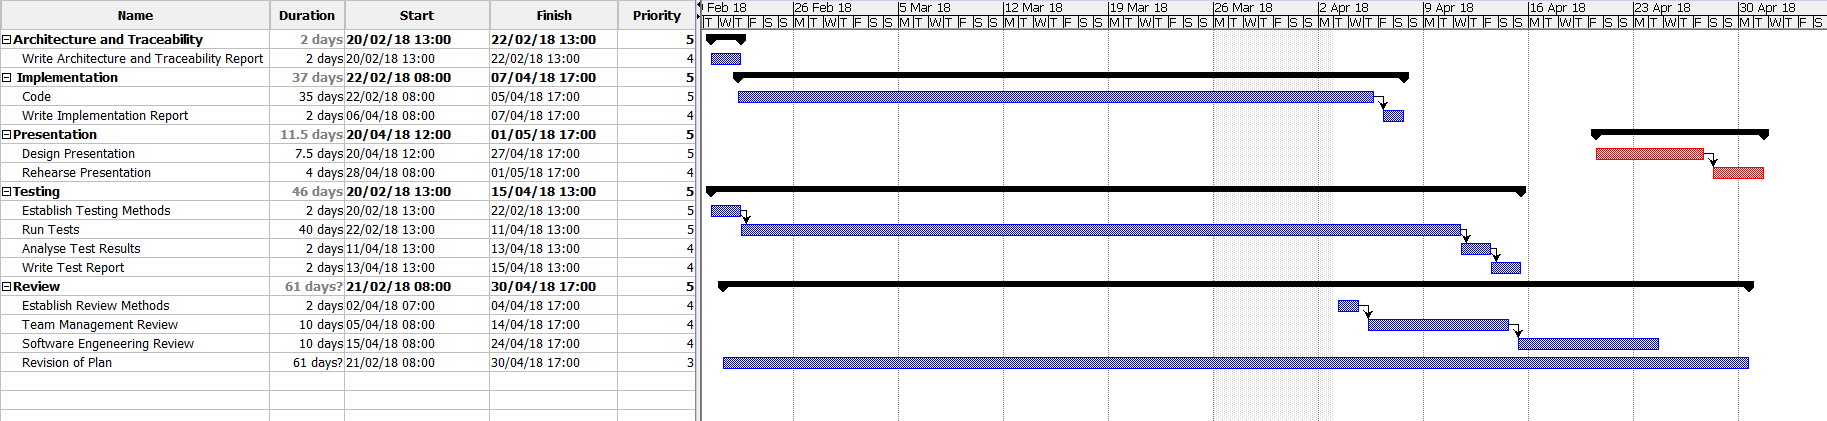 Name Duration Start Finish Priority
Feb 18 26 Feb 18 5 Mar 18 12 Mar 18 19 Mar 18 26 Mar 18 2 Apr 18 9 Apr 18 16 Apr 18 23 Apr 18 30 Apr 18
T W T F S S M T W T F S S M T W T F S S M T W T F S S M T W T F S S M T W T F S S M T W T F S S M T W T F S S M T W T F S S M T W T F S S M T W T F S S
Architecture and Traceability 2 days 20/02/18 13:00 22/02/18 13:00 5
Write Architecture and Traceability Report 2 days 20/02/18 13:00 22/02/18 13:00 4
Implementation 37 days 22/02/18 08:00 07/04/18 17:00 5
Code 35 days 22/02/18 08:00 05/04/18 17:00 5
Write Implementation Report 2 days 06/04/18 08:00 07/04/18 17:00 4
Presentation 11.5 days 20/04/18 12:00 01/05/18 17:00 5
Design Presentation 7.5 days 20/04/18 12:00 27/04/18 17:00 5
Rehearse Presentation 4 days 28/04/18 08:00 01/05/18 17:00 5
Testing 46 days 20/02/18 13:00 15/04/18 13:00 5
Establish Testing Methods 2 days 20/02/18 13:00 22/02/18 13:00 5
Run Tests 40 days 22/02/18 13:00 11/04/18 13:00 5
Analyse Test Results 2 days 11/04/18 13:00 13/04/18 13:00 4
Write Test Report 2 days 13/04/18 13:00 15/04/18 13:00 4
Review 61 days? 21/02/18 08:00 30/04/18 17:00 5
Establish Review Methods 2 days 02/04/18 07:00 04/04/18 17:00 4
Team Management Review 10 days 05/04/18 08:00 14/04/18 17:00 4
Software Engeneering Review 10 days 15/04/18 08:00 24/04/18 17:00 4
Revision of Plan 61 days? 21/02/18 08:00 30/04/18 17:00 3